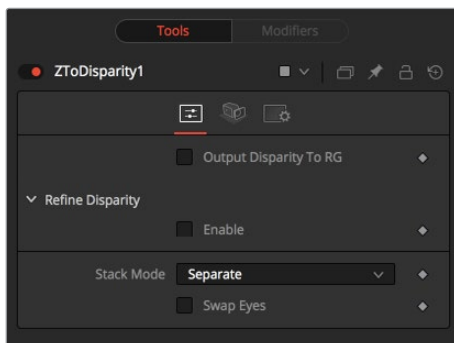 Tools Modifiers
ZToDisparity1
Output Disparity To RG
Refine Disparity
Enable
Stack Mode Separate
Swap Eyes